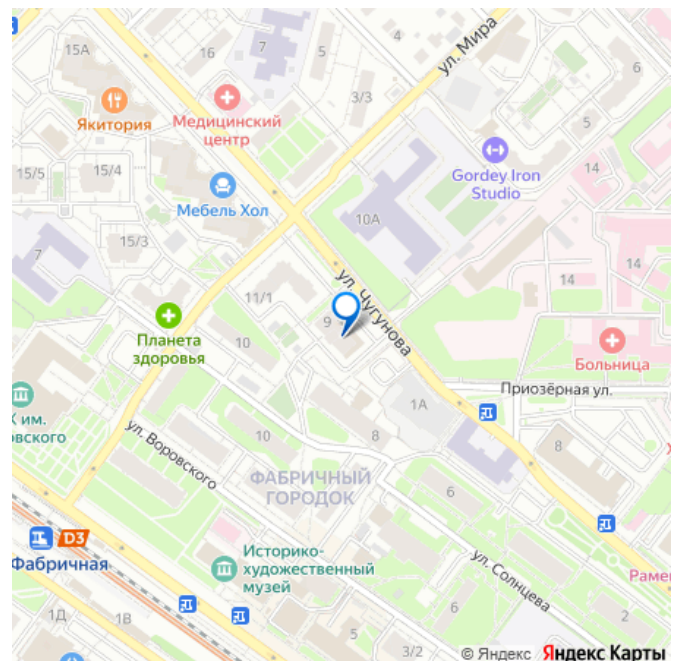 15А
16
7
5
4
ул. Мира
6
3/3
Якитория
Медицинский
центр
5
15/5
15/4
Gordey Iron
Studio
14
Мебель Хол
10А
7
15/3
14
14
ул. Чугунова
11/1
9
Планета
здоровья
10
Больница
Приозёрная ул.
1А
К им.
овского
ул. Воровского
10
8
8
ФАБРИЧНЫЙ
ГОРОДОК
6
D3
Фабричная
Историко-
художественный
музей
ул. Солнцева
Раме
1Д
1В
5
6
2
3/2
© Яндекс Яндекс Карты